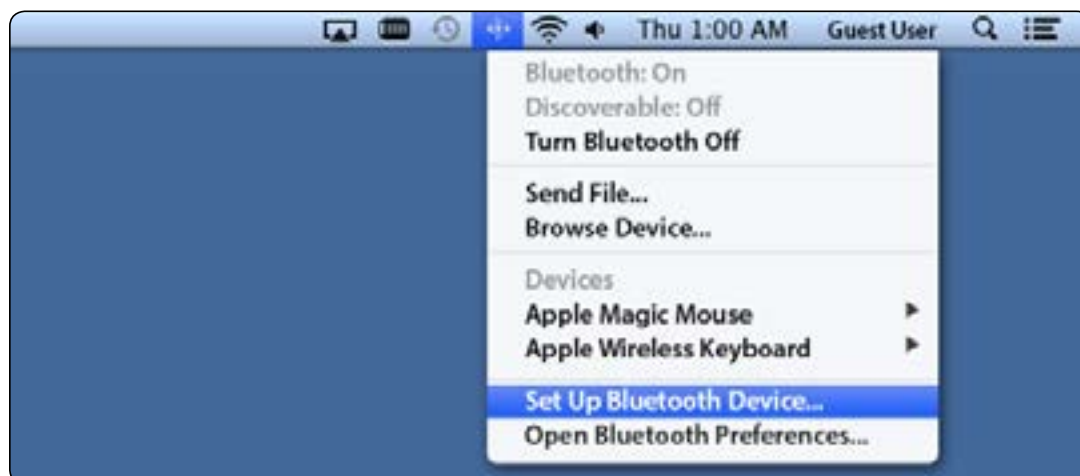 Thu 1:00 AM Guest User
Bluetooth: On
Discoverable: Off
Turn Bluetooth Off
Send File...
Browse Device...
Devices
Apple Magic Mouse
Apple Wireless Keyboard
Set Up Bluetooth Device...
Open Bluetooth Preferences...